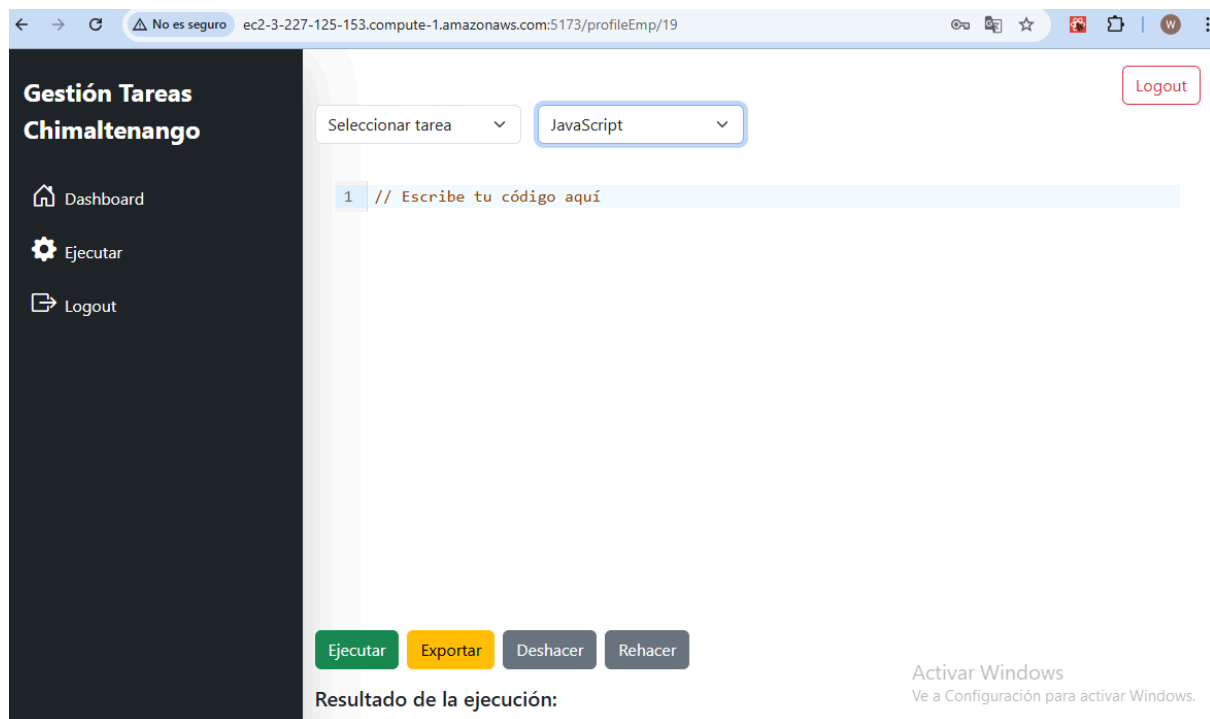 No es seguro ec2-3-227-125-153.compute-1.amazonaws.com:5173/profileEmp/19
W
Gestión Tareas
Chimaltenango
Dashboard
Ejecutar
Logout
Logout
Seleccionar tarea
JavaScript
1 // Escribe tu código aquí
Ejecutar
Exportar
Deshacer
Rehacer
Resultado de la ejecución:
Activar Windows
Ve a Configuración para activar Windows.